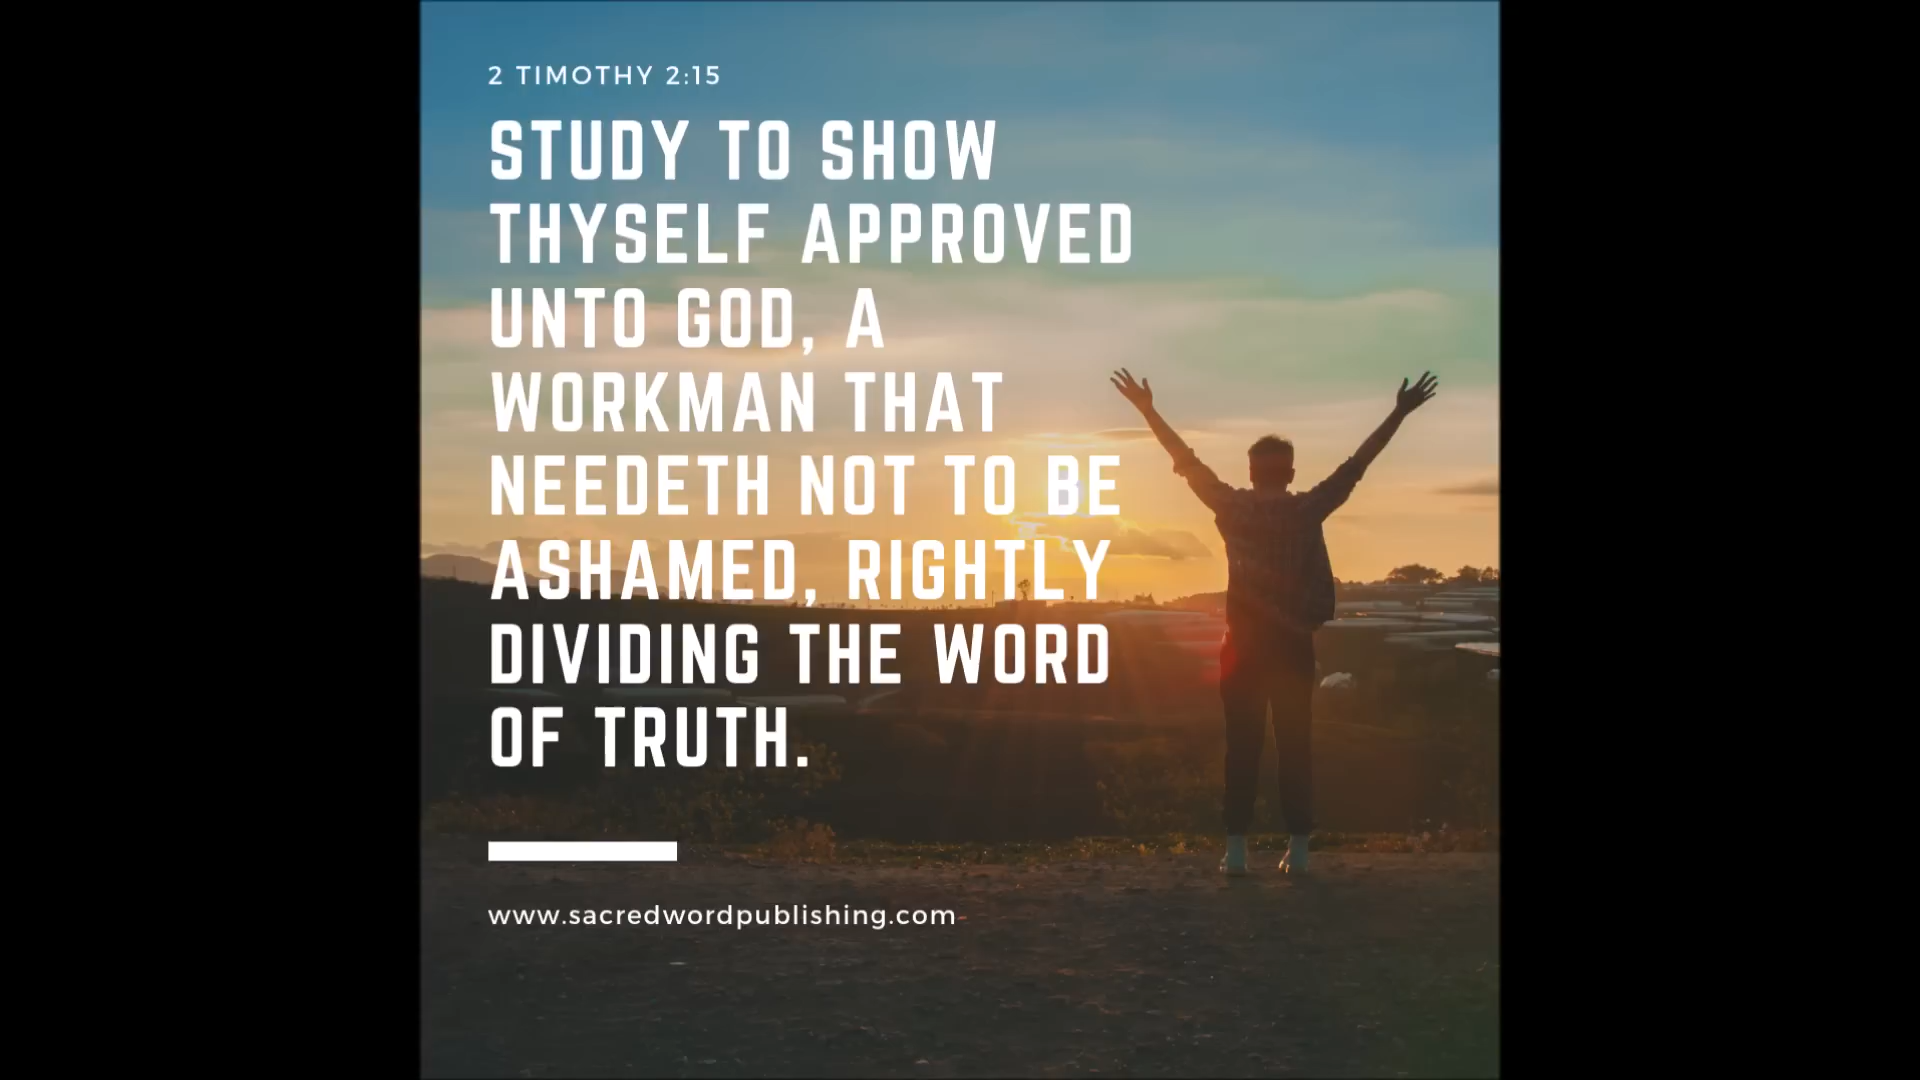 2 TIMOTHY 2:15
STUDY TO SHOW
THYSELF APPROVED
UNTO GOD, A
WORKMAN THAT
NEEDETH NOT TO BE
ASHAMED, RIGHTLY
DIVIDING THE WORD
OF TRUTH.
www.sacredwordpublishing.com